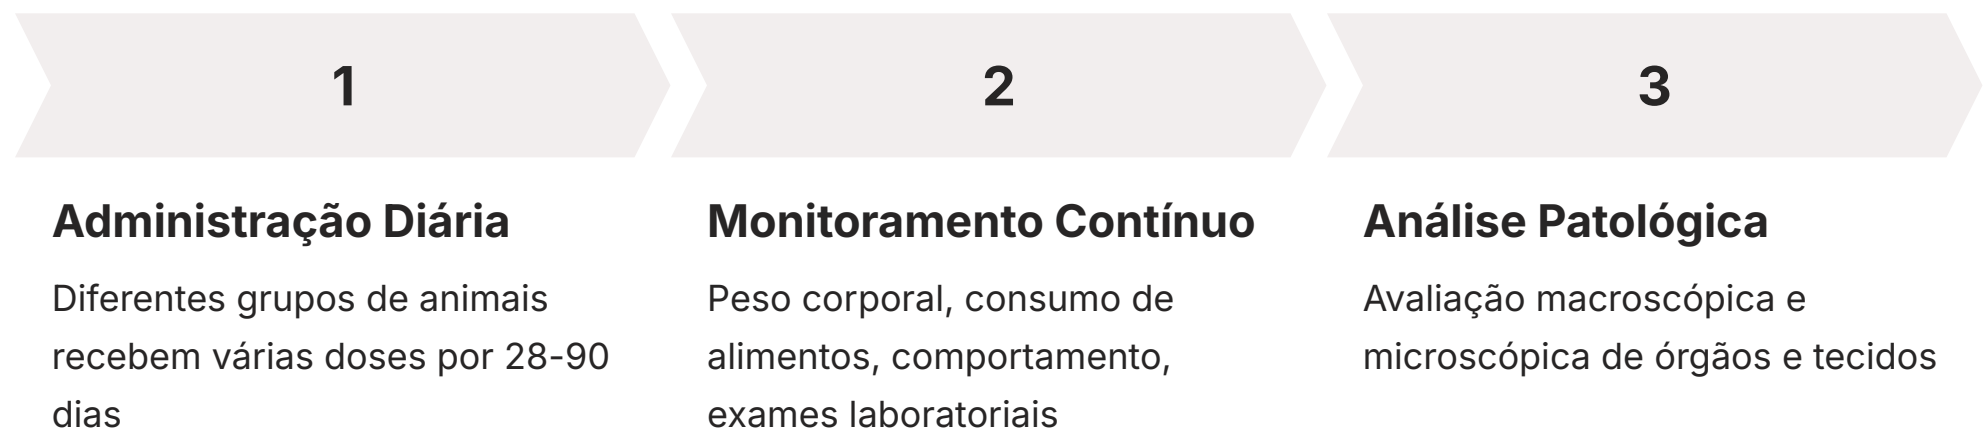 1
Administração Diária
Diferentes grupos de animais
recebem várias doses por 28-90
dias
2
Monitoramento Contínuo
Peso corporal, consumo de
alimentos, comportamento,
exames laboratoriais
3
Análise Patológica
Avaliação macroscópica e
microscópica de órgãos e tecidos